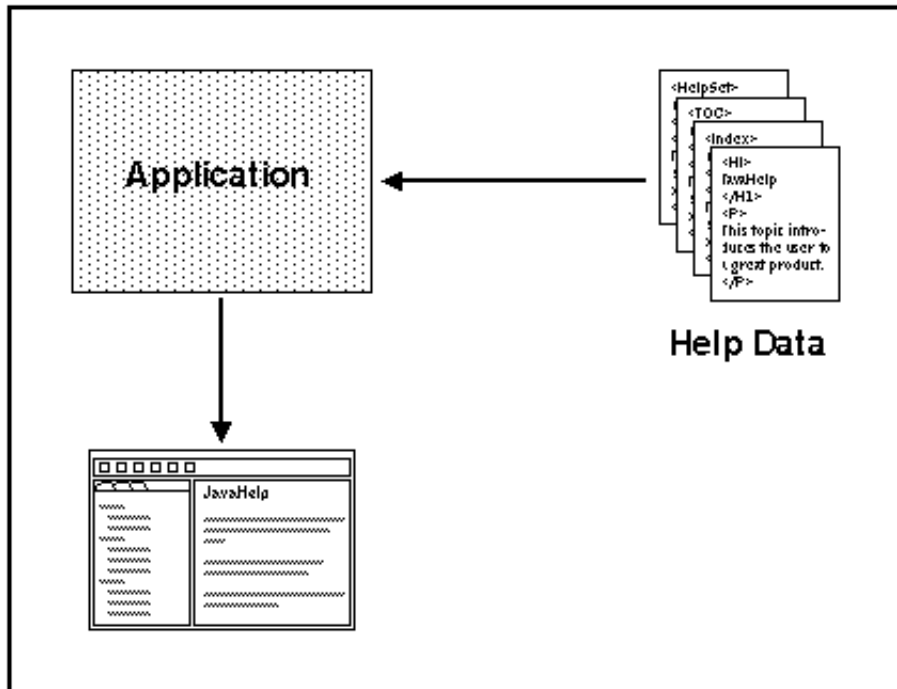 Application
<HelpSet>
<TOC>
<Index>
<H1>
JavaHelp
</H1>
<P>
This topic intro-
duces the user to
a great product.
</P>
Help Data
JavaHelp